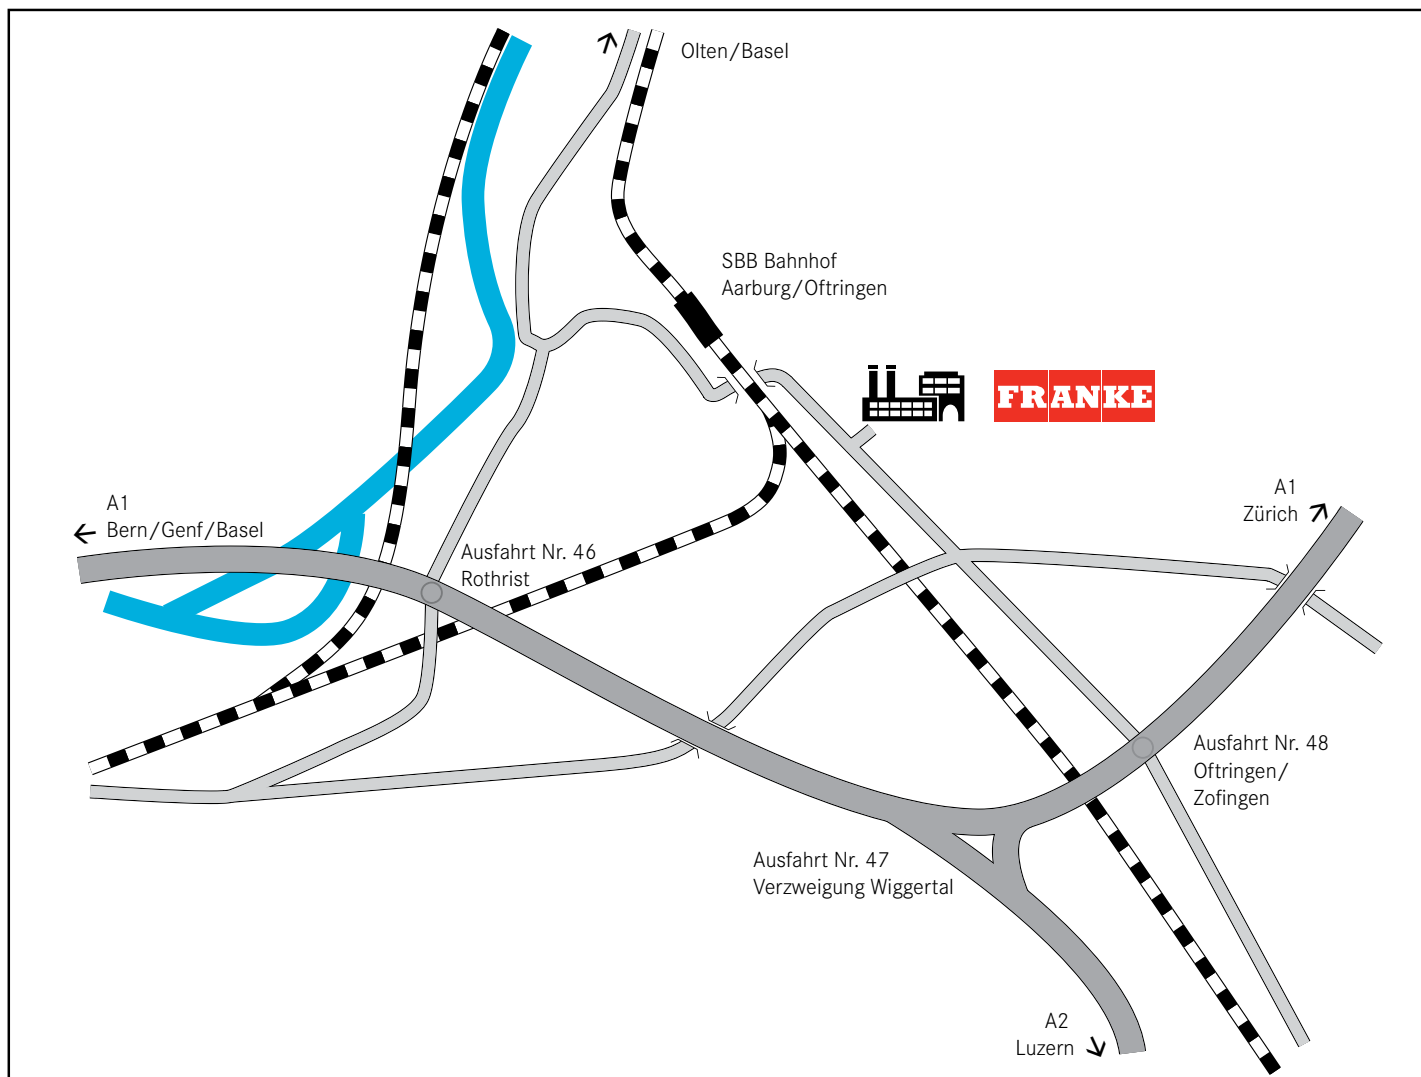 Olten/Basel
SBB Bahnhof
Aarburg/Oftringen
FRANKE
A1
Bern/Genf/Basel
A1
Zürich
Ausfahrt Nr. 46
Rothrist
Ausfahrt Nr. 48
Oftringen/
Zofingen
Ausfahrt Nr. 47
Verzweigung Wiggertal
A2
Luzern